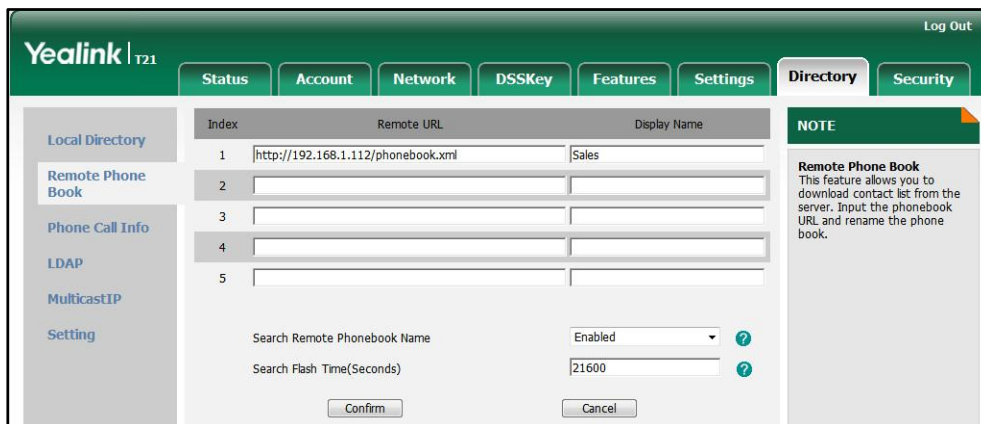 Log Out
Yealink T21
Status Account Network DSSKey Features Settings Directory Security
Local Directory
Remote Phone
Book
Phone Call Info
LDAP
MulticastIP
Setting
Index Remote URL Display Name
1 http://192.168.1.112/phonebook.xml Sales
2
3
4
5
Search Remote Phonebook Name Enabled ?
Search Flash Time(Seconds) 21600 ?
Confirm Cancel
NOTE
Remote Phone Book
This feature allows you to
download contact list from the
server. Input the phonebook
URL and rename the phone
book.